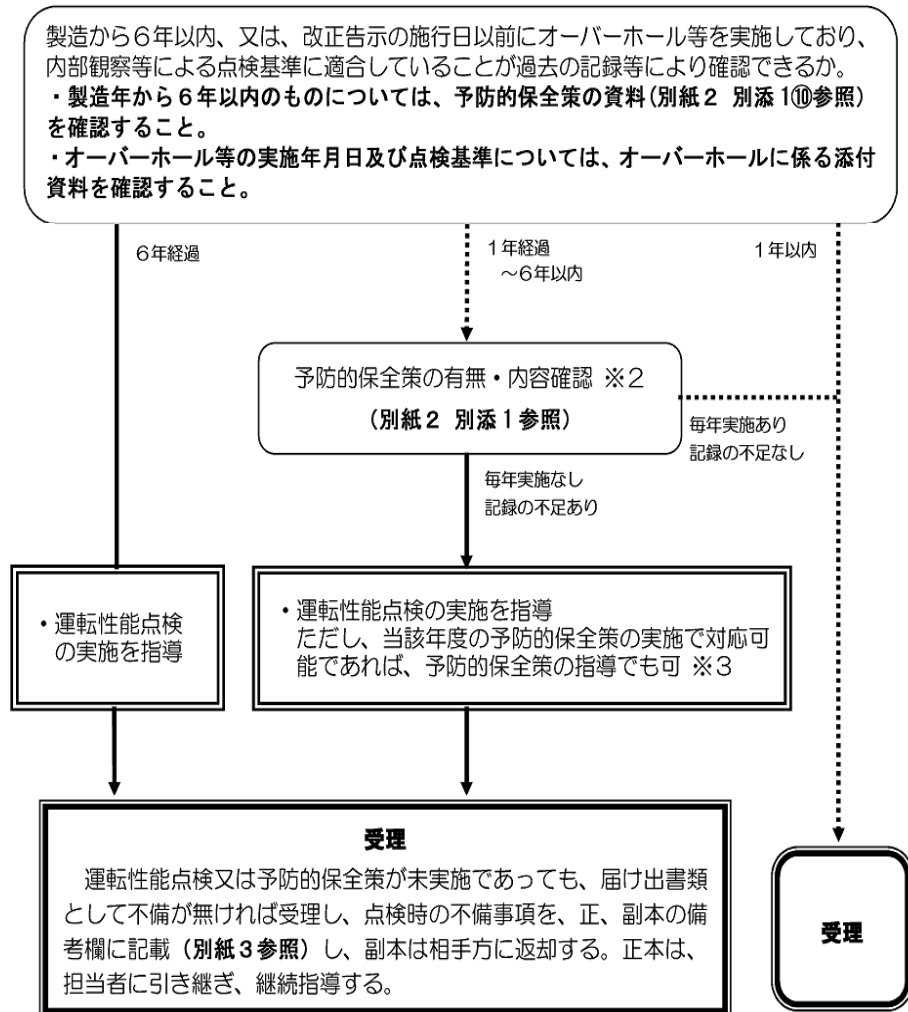 製造から６年以内、又は、改正告示の施行日以前にオーバーホール等を実施しており、
内部観察等による点検基準に適合していることが過去の記録等により確認できるか。
・製造年から６年以内のものについては、予防的保全策の資料(別紙２ 別添１⑩参照)
を確認すること。
・オーバーホール等の実施年月日及び点検基準については、オーバーホールに係る添付
資料を確認すること。
６年経過
１年経過
～６年以内
１年以内
予防的保全策の有無・内容確認 ※２
(別紙２ 別添１参照)
毎年実施あり
記録の不足なし
毎年実施なし
記録の不足あり
・運転性能点検
の実施を指導
・運転性能点検の実施を指導
ただし、当該年度の予防的保全策の実施で対応可
能であれば、予防的保全策の指導でも可 ※３
受理
運転性能点検又は予防的保全策が未実施であっても、届け出書類
として不備が無ければ受理し、点検時の不備事項を、正、副本の備
考欄に記載（別紙３参照）し、副本は相手方に返却する。正本は、
担当者に引き継ぎ、継続指導する。
受理